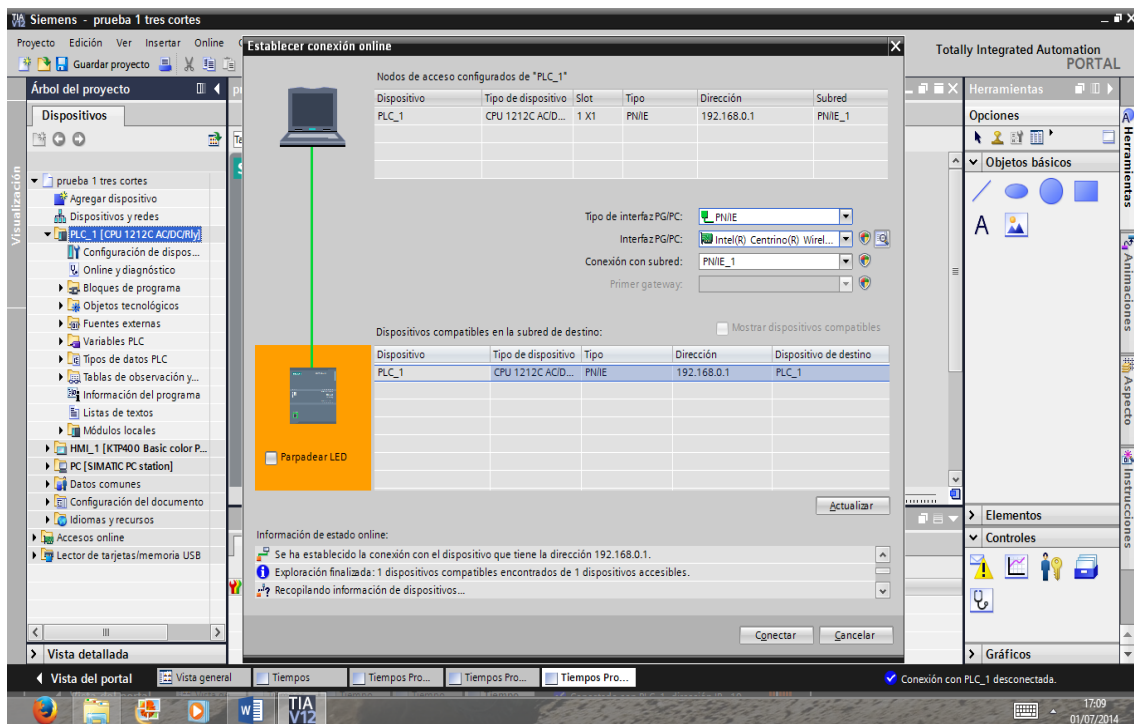 Siemens - prueba 1 tres cortes
Proyecto Edición Ver Insertar Online
Guardar proyecto
Totally Integrated Automation
PORTAL
Árbol del proyecto
Dispositivos
Visualización
prueba 1 tres cortes
Agregar dispositivo
Dispositivos y redes
PLC_1 [CPU 1212C AC/DC/Rly]
Configuración de dispos...
Online y diagnóstico
Bloques de programa
Objetos tecnológicos
Fuentes externas
Variables PLC
Tipos de datos PLC
Tablas de observación y...
Información del programa
Listas de textos
Módulos locales
HMI_1 [KTP400 Basic color P...
PC [SIMATIC PC station]
Datos comunes
Configuración del documento
Idiomas y recursos
Accesos online
Lector de tarjetas/memoria USB
Vista detallada
Establecer conexión online
Nodos de acceso configurados de "PLC_1"
Dispositivo Tipo de dispositivo Slot Tipo Dirección Subred
PLC_1 CPU 1212C AC/D... 1 X1 PN/IE 192.168.0.1 PN/IE_1
Tipo de interfaz PG/PC: PN/IE
Interfaz PG/PC: Intel(R) Centrino(R) Wirel...
Conexión con subred: PN/IE_1
Primer gateway:
Dispositivos compatibles en la subred de destino:
Mostrar dispositivos compatibles
Dispositivo Tipo de dispositivo Tipo Dirección Dispositivo de destino
PLC_1 CPU 1212C AC/D... PN/IE 192.168.0.1 PLC_1
Parpadear LED
Actualizar
Información de estado online:
Se ha establecido la conexión con el dispositivo que tiene la dirección 192.168.0.1.
Exploración finalizada: 1 dispositivos compatibles encontrados de 1 dispositivos accesibles.
Recopilando información de dispositivos...
Conectar Cancelar
Herramientas
Opciones
Objetos básicos
A
Elementos
Controles
Gráficos
Herramientas
Animaciones
Aspecto
Instrucciones
Vista del portal Vista general Tiempos Tiempos Pro... Tiempos Pro... Tiempos Pro... Conexión con PLC_1 desconectada.
TIA
V12
17:09
01/07/2014